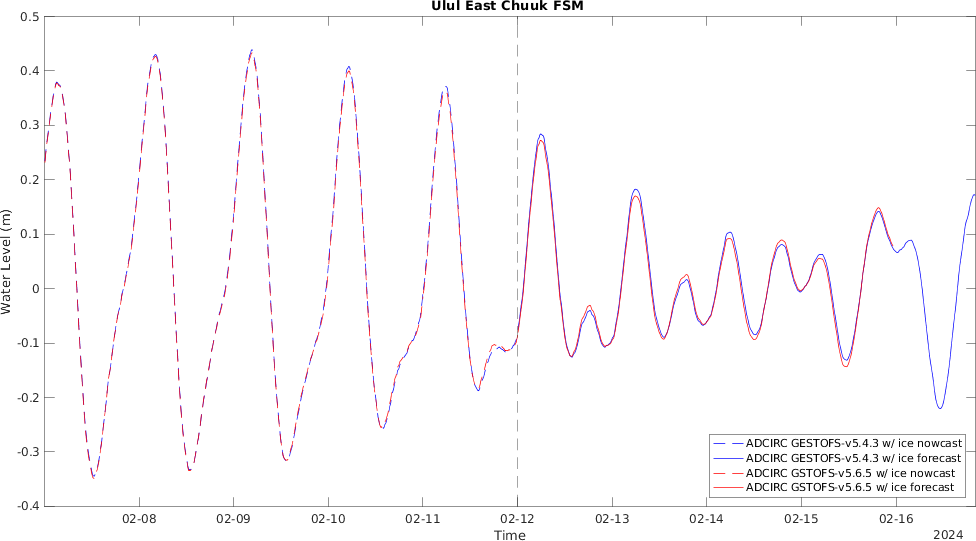 Ulul East Chuuk FSM
0.5
0.4
0.3
0.2
0.1
0
-0.1
-0.2
-0.3
-0.4
Water Level (m)
ADCIRC GESTOFS-v5.4.3 w/ ice nowcast
ADCIRC GESTOFS-v5.4.3 w/ ice forecast
ADCIRC GSTOFS-v5.6.5 w/ ice nowcast
ADCIRC GSTOFS-v5.6.5 w/ ice forecast
02-08 02-09 02-10 02-11 02-12 02-13 02-14 02-15 02-16
Time
2024